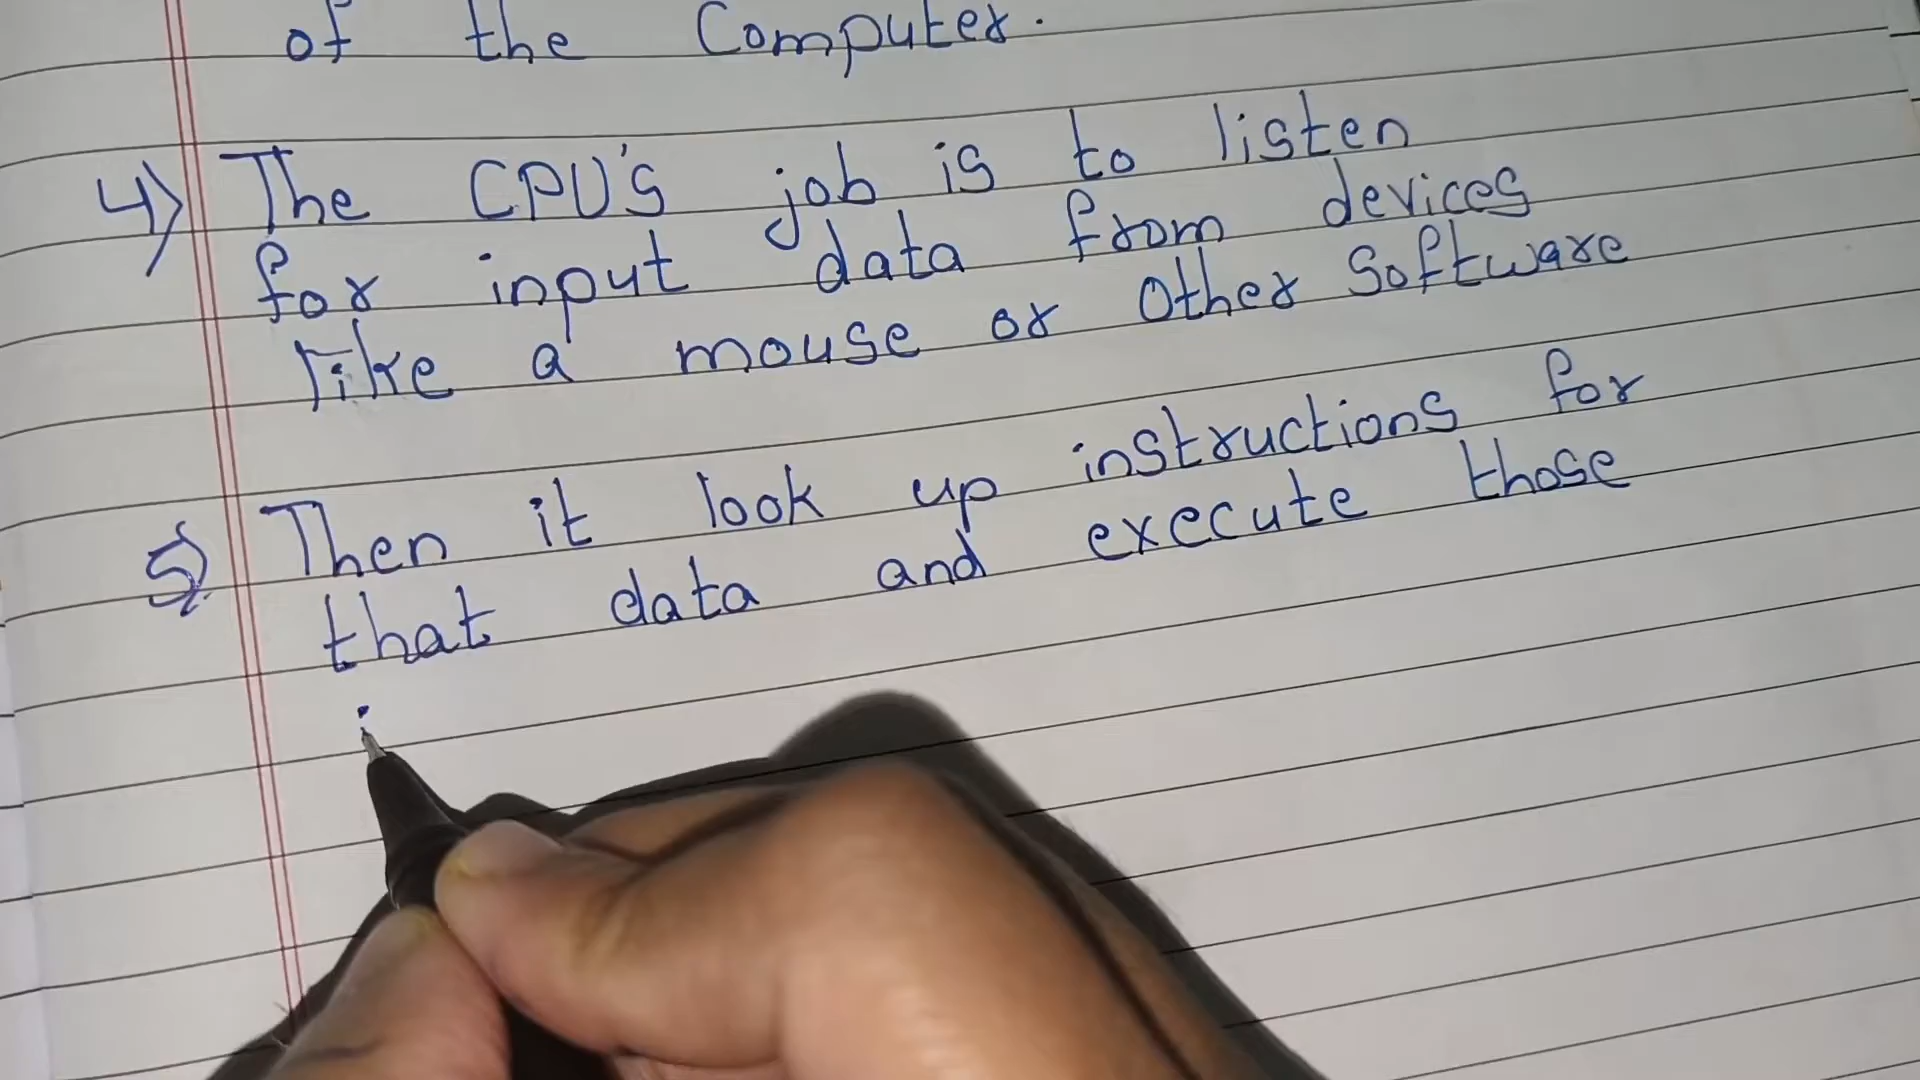 of the Computer.
4) The CPU's job is to listen
for input data from devices
like a mouse or Other Software
5) Then it look up instructions for
that data and execute those
i